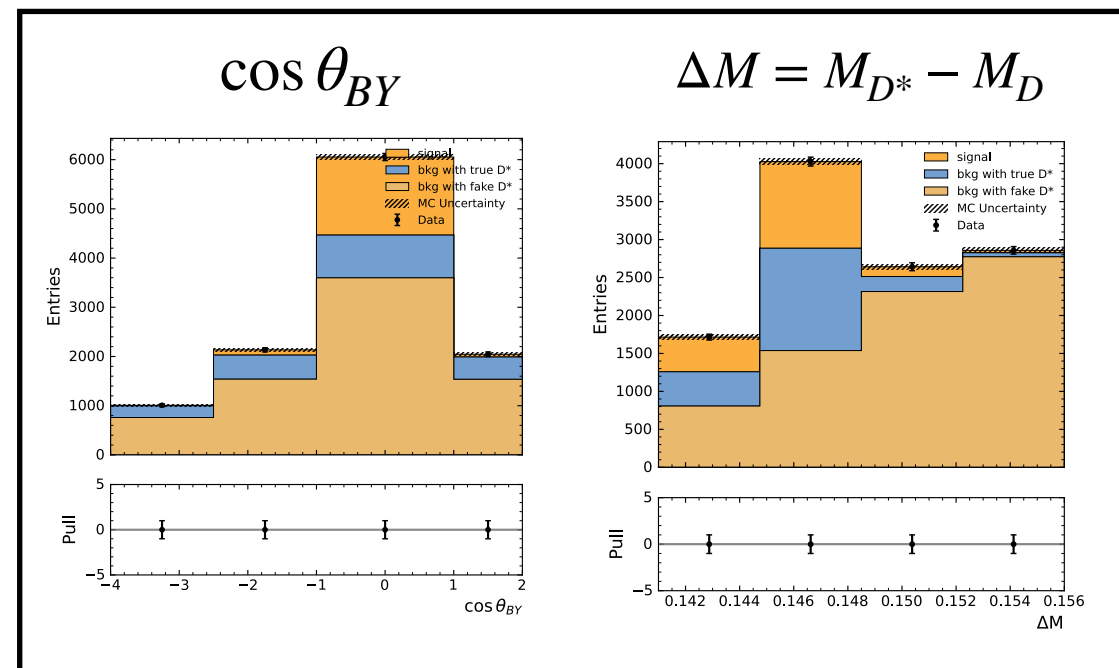 cos θ_BY
6000
5000
4000
3000
2000
1000
0
Entries
signal
bkg with true D*
bkg with fake D*
MC Uncertainty
Data
5
0
−5
Pull
−4 −3 −2 −1 0 1 2
cos θ_BY
ΔM = M_D* − M_D
4000
3500
3000
2500
2000
1500
1000
500
0
Entries
signal
bkg with true D*
bkg with fake D*
MC Uncertainty
Data
5
0
−5
Pull
0.142 0.144 0.146 0.148 0.150 0.152 0.154 0.156
ΔM